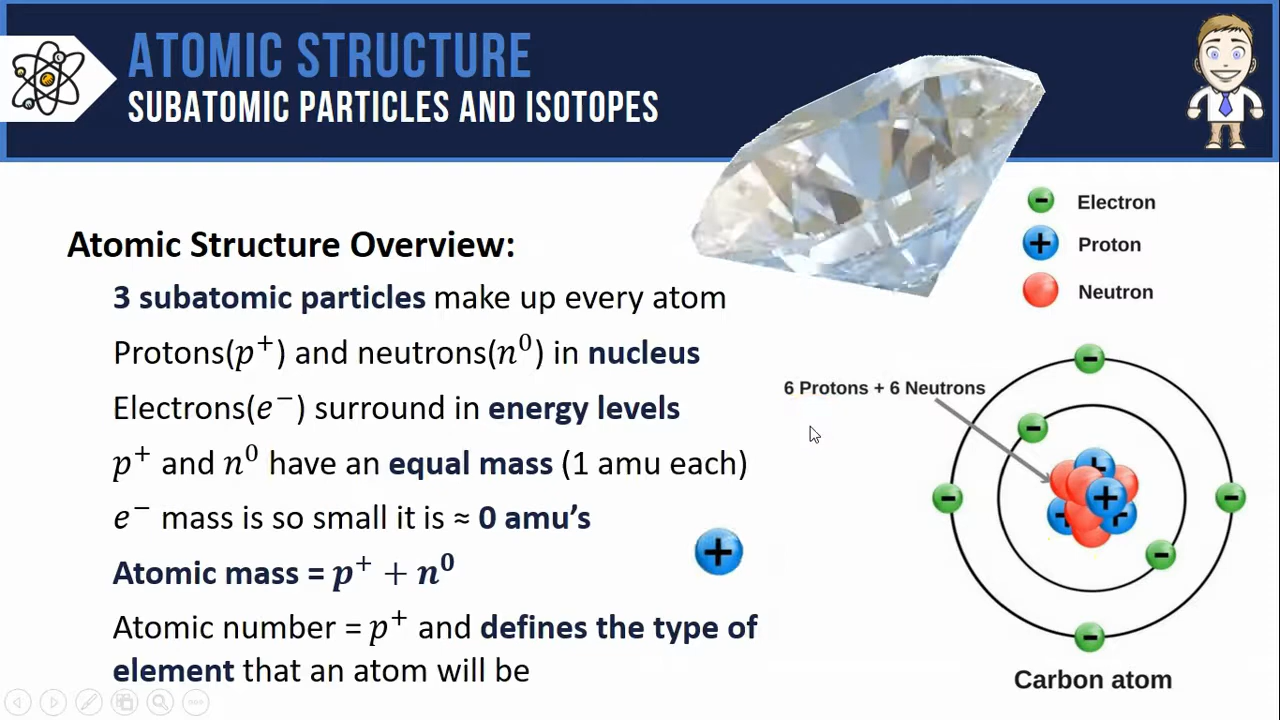 ATOMIC STRUCTURE
SUBATOMIC PARTICLES AND ISOTOPES
Atomic Structure Overview:
3 subatomic particles make up every atom
Protons(p⁺) and neutrons(n⁰) in nucleus
Electrons(e⁻) surround in energy levels
p⁺ and n⁰ have an equal mass (1 amu each)
e⁻ mass is so small it is ≈ 0 amu’s
Atomic mass = p⁺ + n⁰
Atomic number = p⁺ and defines the type of
element that an atom will be
Electron
Proton
Neutron
6 Protons + 6 Neutrons
Carbon atom